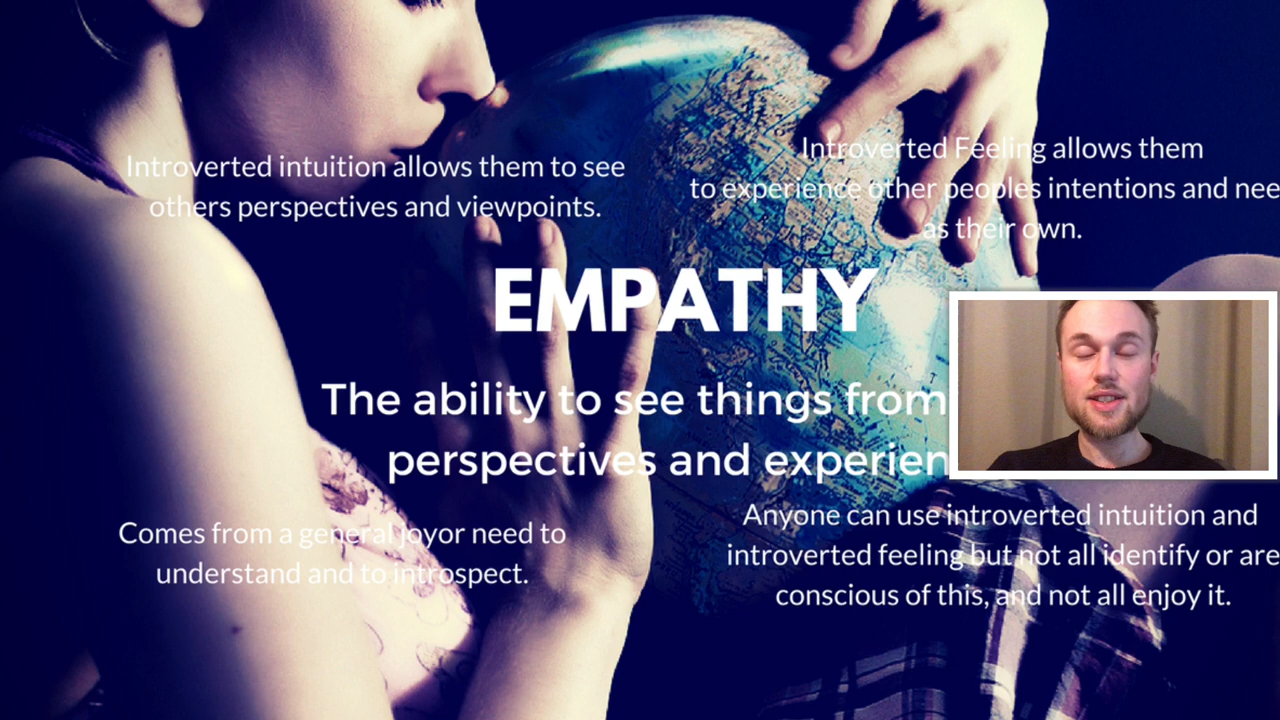 Introverted intuition allows them to see
others perspectives and viewpoints.
Introverted Feeling allows them
to experience other peoples intentions and nee
as their own.
EMPATHY
The ability to see things from
perspectives and experien
Comes from a general joyor need to
understand and to introspect.
Anyone can use introverted intuition and
introverted feeling but not all identify or are
conscious of this, and not all enjoy it.